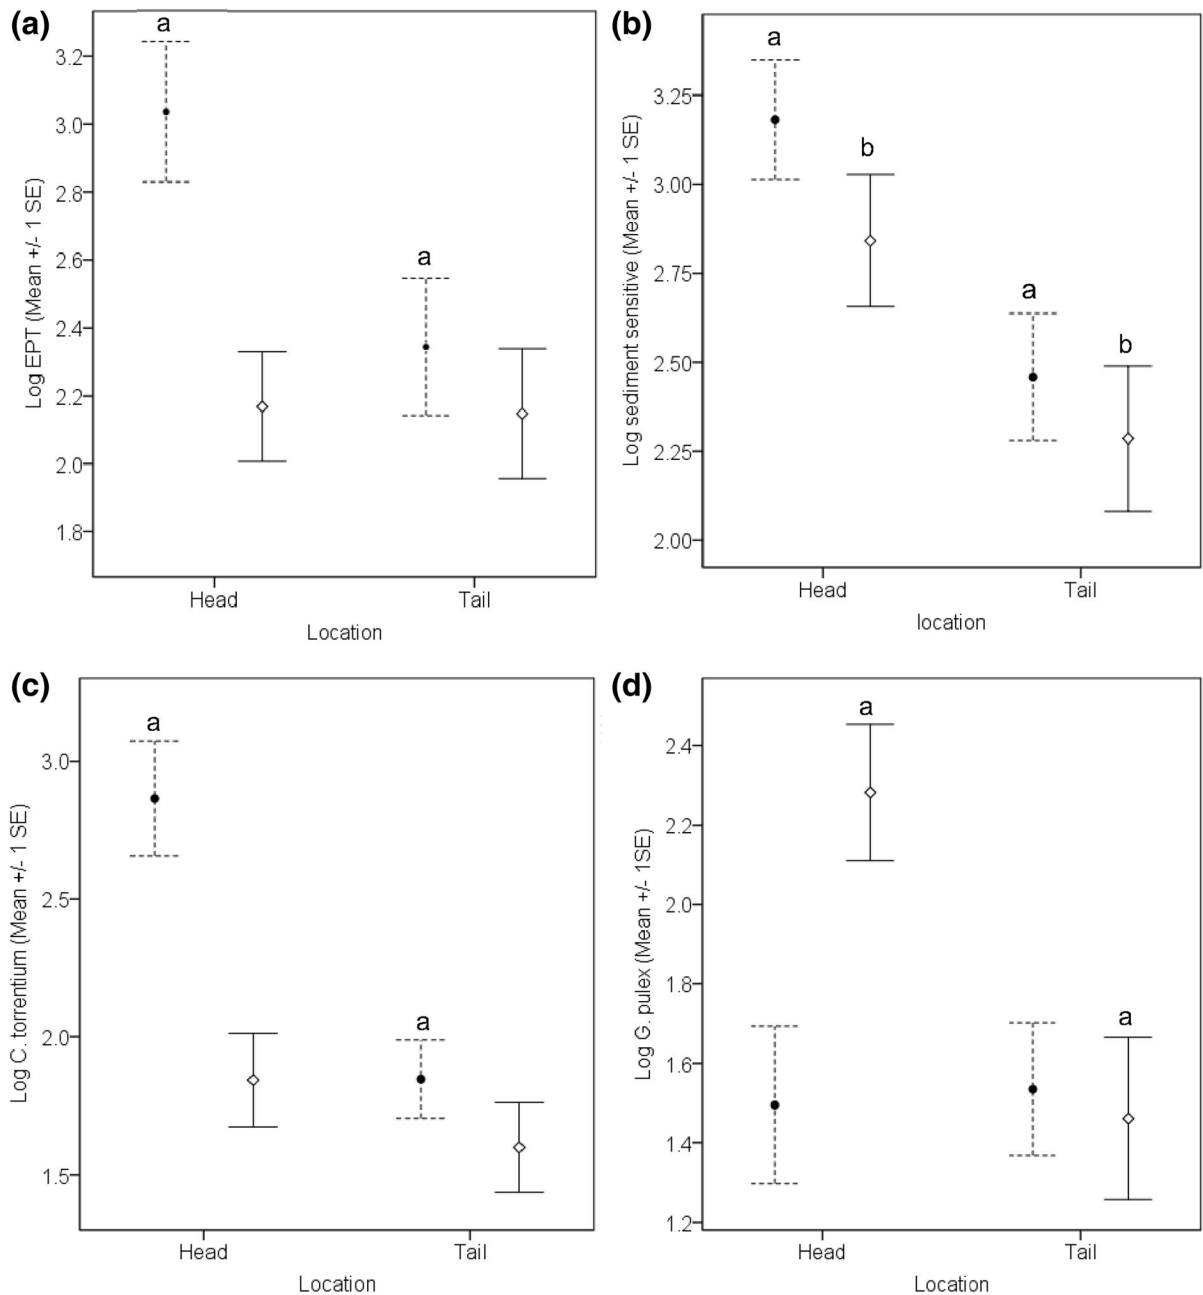 (a)
a
a
3.2
3.0
2.8
2.6
2.4
2.2
2.0
1.8
Log EPT (Mean +/- 1 SE)
Head
Tail
Location
(b)
a
b
a
b
3.25
3.00
2.75
2.50
2.25
2.00
Log sediment sensitive (Mean +/- 1 SE)
Head
Tail
location
(c)
a
a
3.0
2.5
2.0
1.5
Log C. torrentium (Mean +/- 1 SE)
Head
Tail
Location
(d)
a
a
2.4
2.2
2.0
1.8
1.6
1.4
1.2
Log G. pulex (Mean +/- 1SE)
Head
Tail
Location